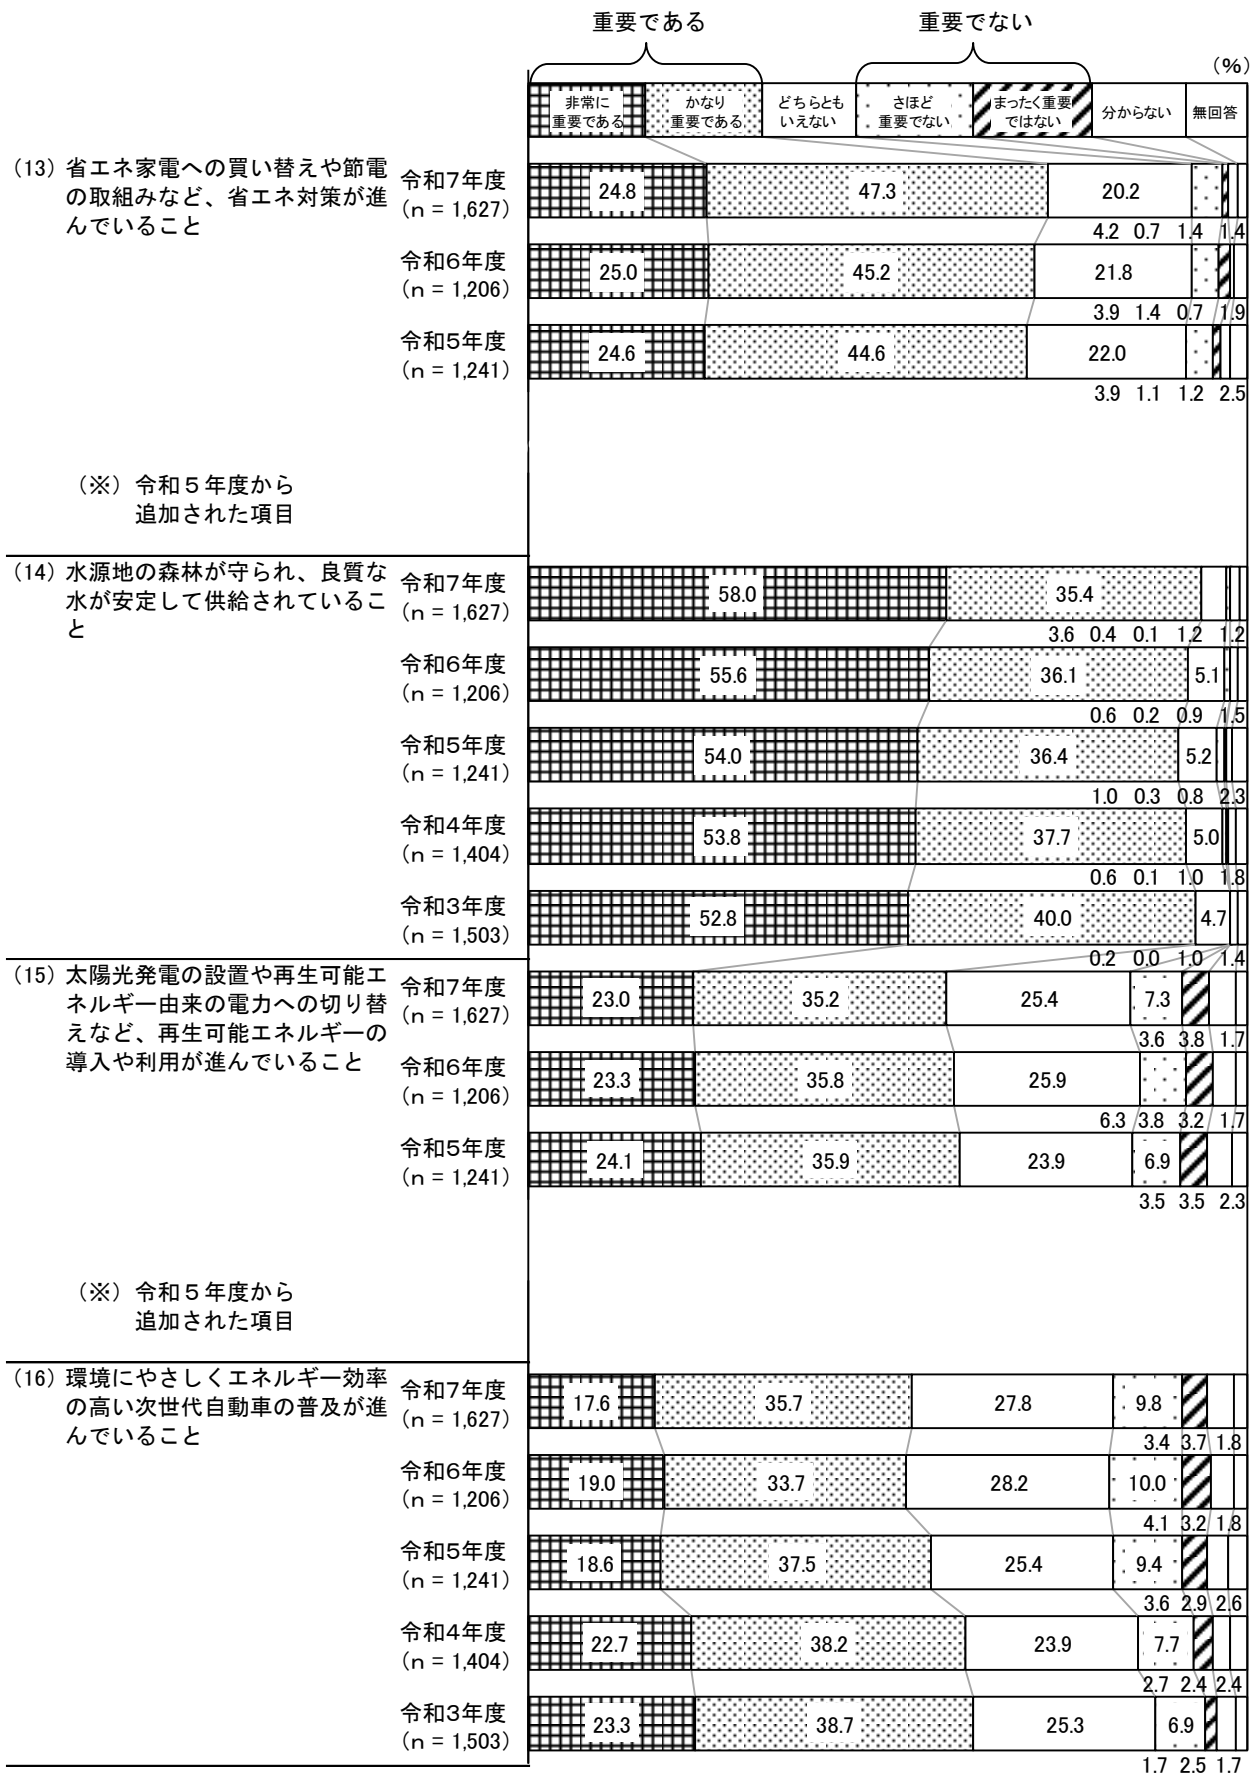 重要である 重要でない
(%)
非常に かなり どちらとも さほど まったく重要 分からない 無回答
重要である 重要である いえない 重要でない ではない
(13) 省エネ家電への買い替えや節電
の取組みなど、省エネ対策が進
んでいること
令和7年度
(n = 1,627)
24.8 47.3 20.2
4.2 0.7 1.4 1.4
令和6年度
(n = 1,206)
25.0 45.2 21.8
3.9 1.4 0.7 1.9
令和5年度
(n = 1,241)
24.6 44.6 22.0
3.9 1.1 1.2 2.5
(※) 令和5年度から
追加された項目
(14) 水源地の森林が守られ、良質な
水が安定して供給されているこ
と
令和7年度
(n = 1,627)
58.0 35.4
3.6 0.4 0.1 1.2 1.2
令和6年度
(n = 1,206)
55.6 36.1 5.1
0.6 0.2 0.9 1.5
令和5年度
(n = 1,241)
54.0 36.4 5.2
1.0 0.3 0.8 2.3
令和4年度
(n = 1,404)
53.8 37.7 5.0
0.6 0.1 1.0 1.8
令和3年度
(n = 1,503)
52.8 40.0 4.7
0.2 0.0 1.0 1.4
(15) 太陽光発電の設置や再生可能エ
ネルギー由来の電力への切り替
えなど、再生可能エネルギーの
導入や利用が進んでいること
令和7年度
(n = 1,627)
23.0 35.2 25.4 7.3
3.6 3.8 1.7
令和6年度
(n = 1,206)
23.3 35.8 25.9
6.3 3.8 3.2 1.7
令和5年度
(n = 1,241)
24.1 35.9 23.9 6.9
3.5 3.5 2.3
(※) 令和5年度から
追加された項目
(16) 環境にやさしくエネルギー効率
の高い次世代自動車の普及が進
んでいること
令和7年度
(n = 1,627)
17.6 35.7 27.8 9.8
3.4 3.7 1.8
令和6年度
(n = 1,206)
19.0 33.7 28.2 10.0
4.1 3.2 1.8
令和5年度
(n = 1,241)
18.6 37.5 25.4 9.4
3.6 2.9 2.6
令和4年度
(n = 1,404)
22.7 38.2 23.9 7.7
2.7 2.4 2.4
令和3年度
(n = 1,503)
23.3 38.7 25.3 6.9
1.7 2.5 1.7